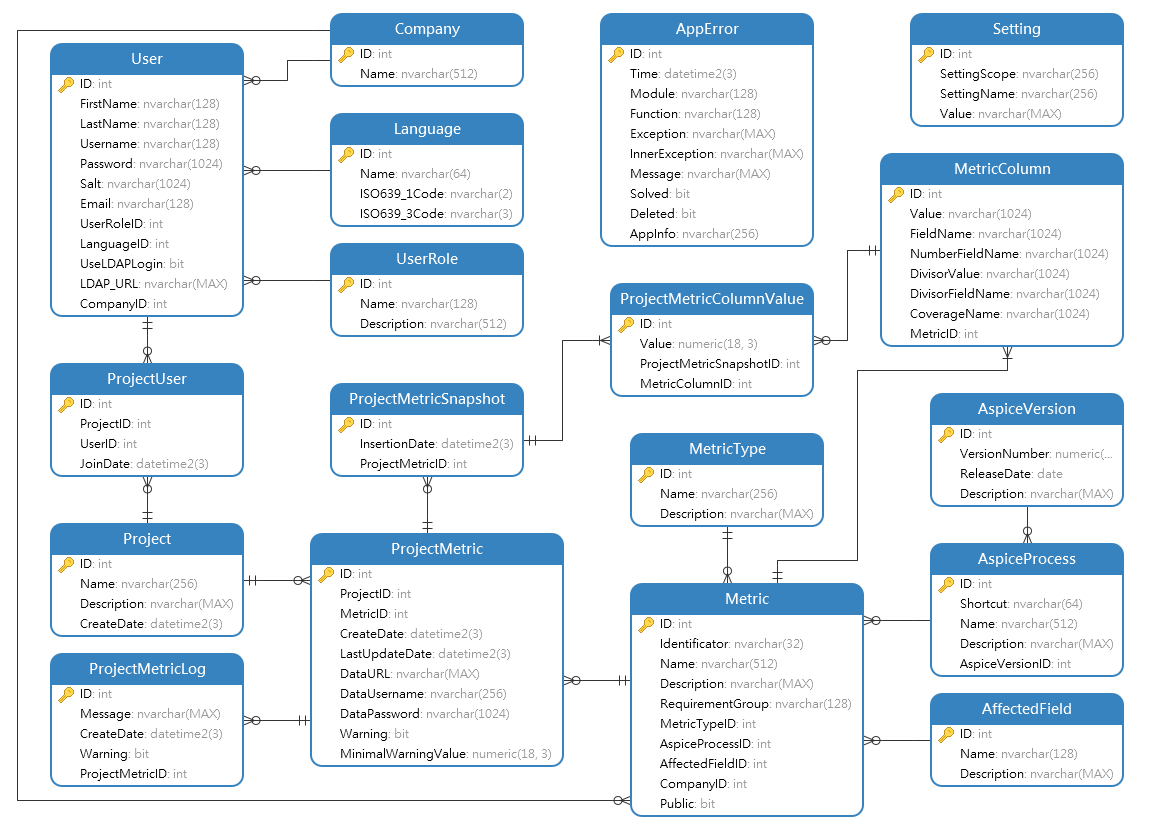 Company
ID: int
Name: nvarchar(512)
User
ID: int
FirstName: nvarchar(128)
LastName: nvarchar(128)
Username: nvarchar(128)
Password: nvarchar(1024)
Salt: nvarchar(1024)
Email: nvarchar(128)
UserRoleID: int
LanguageID: int
UseLDAPLogin: bit
LDAP_URL: nvarchar(MAX)
CompanyID: int
Language
ID: int
Name: nvarchar(64)
ISO639_1Code: nvarchar(2)
ISO639_3Code: nvarchar(3)
UserRole
ID: int
Name: nvarchar(128)
Description: nvarchar(512)
AppError
ID: int
Time: datetime2(3)
Module: nvarchar(128)
Function: nvarchar(128)
Exception: nvarchar(MAX)
InnerException: nvarchar(MAX)
Message: nvarchar(MAX)
Solved: bit
Deleted: bit
AppInfo: nvarchar(256)
Setting
ID: int
SettingScope: nvarchar(256)
SettingName: nvarchar(256)
Value: nvarchar(MAX)
MetricColumn
ID: int
Value: nvarchar(1024)
FieldName: nvarchar(1024)
NumberFieldName: nvarchar(1024)
DivisorValue: nvarchar(1024)
DivisorFieldName: nvarchar(1024)
CoverageName: nvarchar(1024)
MetricID: int
ProjectMetricColumnValue
ID: int
Value: numeric(18, 3)
ProjectMetricSnapshotID: int
MetricColumnID: int
ProjectUser
ID: int
ProjectID: int
UserID: int
JoinDate: datetime2(3)
ProjectMetricSnapshot
ID: int
InsertionDate: datetime2(3)
ProjectMetricID: int
MetricType
ID: int
Name: nvarchar(256)
Description: nvarchar(MAX)
AspiceVersion
ID: int
VersionNumber: numeric(...
ReleaseDate: date
Description: nvarchar(MAX)
Project
ID: int
Name: nvarchar(256)
Description: nvarchar(MAX)
CreateDate: datetime2(3)
ProjectMetric
ID: int
ProjectID: int
MetricID: int
CreateDate: datetime2(3)
LastUpdateDate: datetime2(3)
DataURL: nvarchar(MAX)
DataUsername: nvarchar(256)
DataPassword: nvarchar(1024)
Warning: bit
MinimalWarningValue: numeric(18, 3)
Metric
ID: int
Identificator: nvarchar(32)
Name: nvarchar(512)
Description: nvarchar(MAX)
RequirementGroup: nvarchar(128)
MetricTypeID: int
AspiceProcessID: int
AffectedFieldID: int
CompanyID: int
Public: bit
AspiceProcess
ID: int
Shortcut: nvarchar(64)
Name: nvarchar(512)
Description: nvarchar(MAX)
AspiceVersionID: int
ProjectMetricLog
ID: int
Message: nvarchar(MAX)
CreateDate: datetime2(3)
Warning: bit
ProjectMetricID: int
AffectedField
ID: int
Name: nvarchar(128)
Description: nvarchar(MAX)